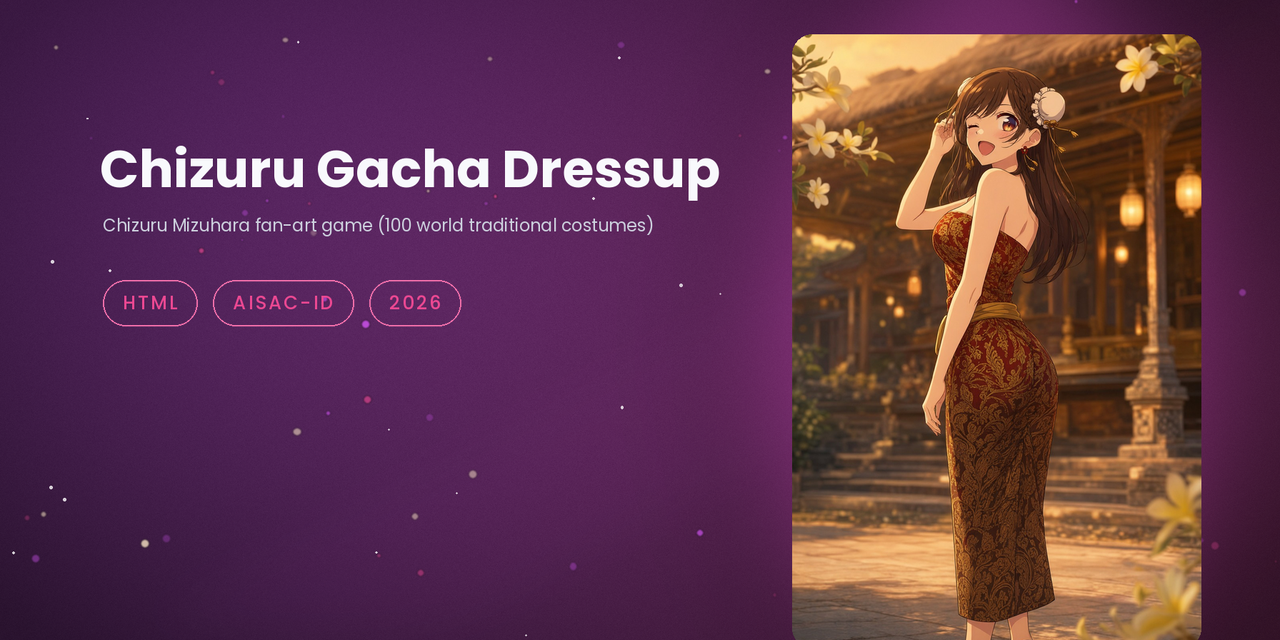 Chizuru Gacha Dressup
Chizuru Mizuhara fan-art game (100 world traditional costumes)
HTML AISAC-ID 2026